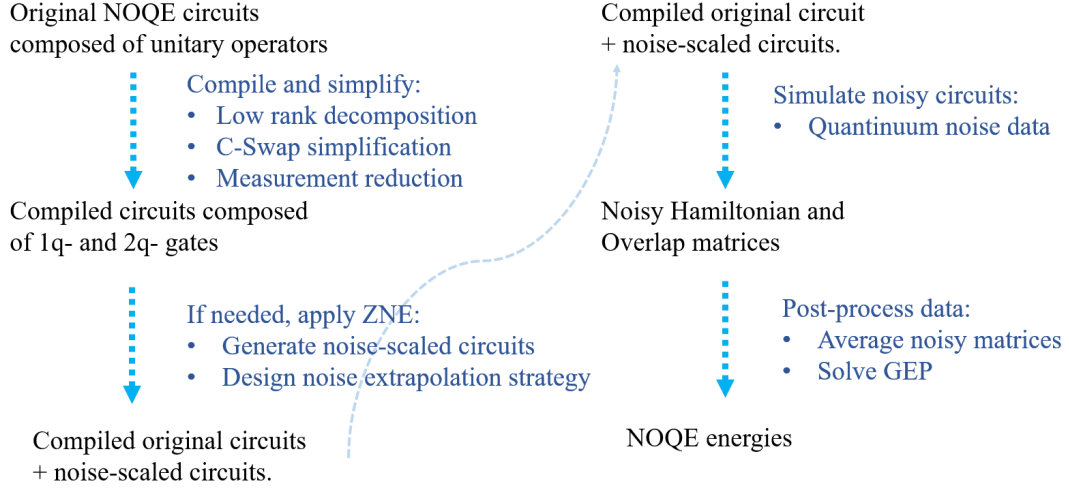 Original NOQE circuits
composed of unitary operators
Compile and simplify:
• Low rank decomposition
• C-Swap simplification
• Measurement reduction
Compiled circuits composed
of 1q- and 2q- gates
If needed, apply ZNE:
• Generate noise-scaled circuits
• Design noise extrapolation strategy
Compiled original circuits
+ noise-scaled circuits.
Compiled original circuit
+ noise-scaled circuits.
Simulate noisy circuits:
• Quantinuum noise data
Noisy Hamiltonian and
Overlap matrices
Post-process data:
• Average noisy matrices
• Solve GEP
NOQE energies